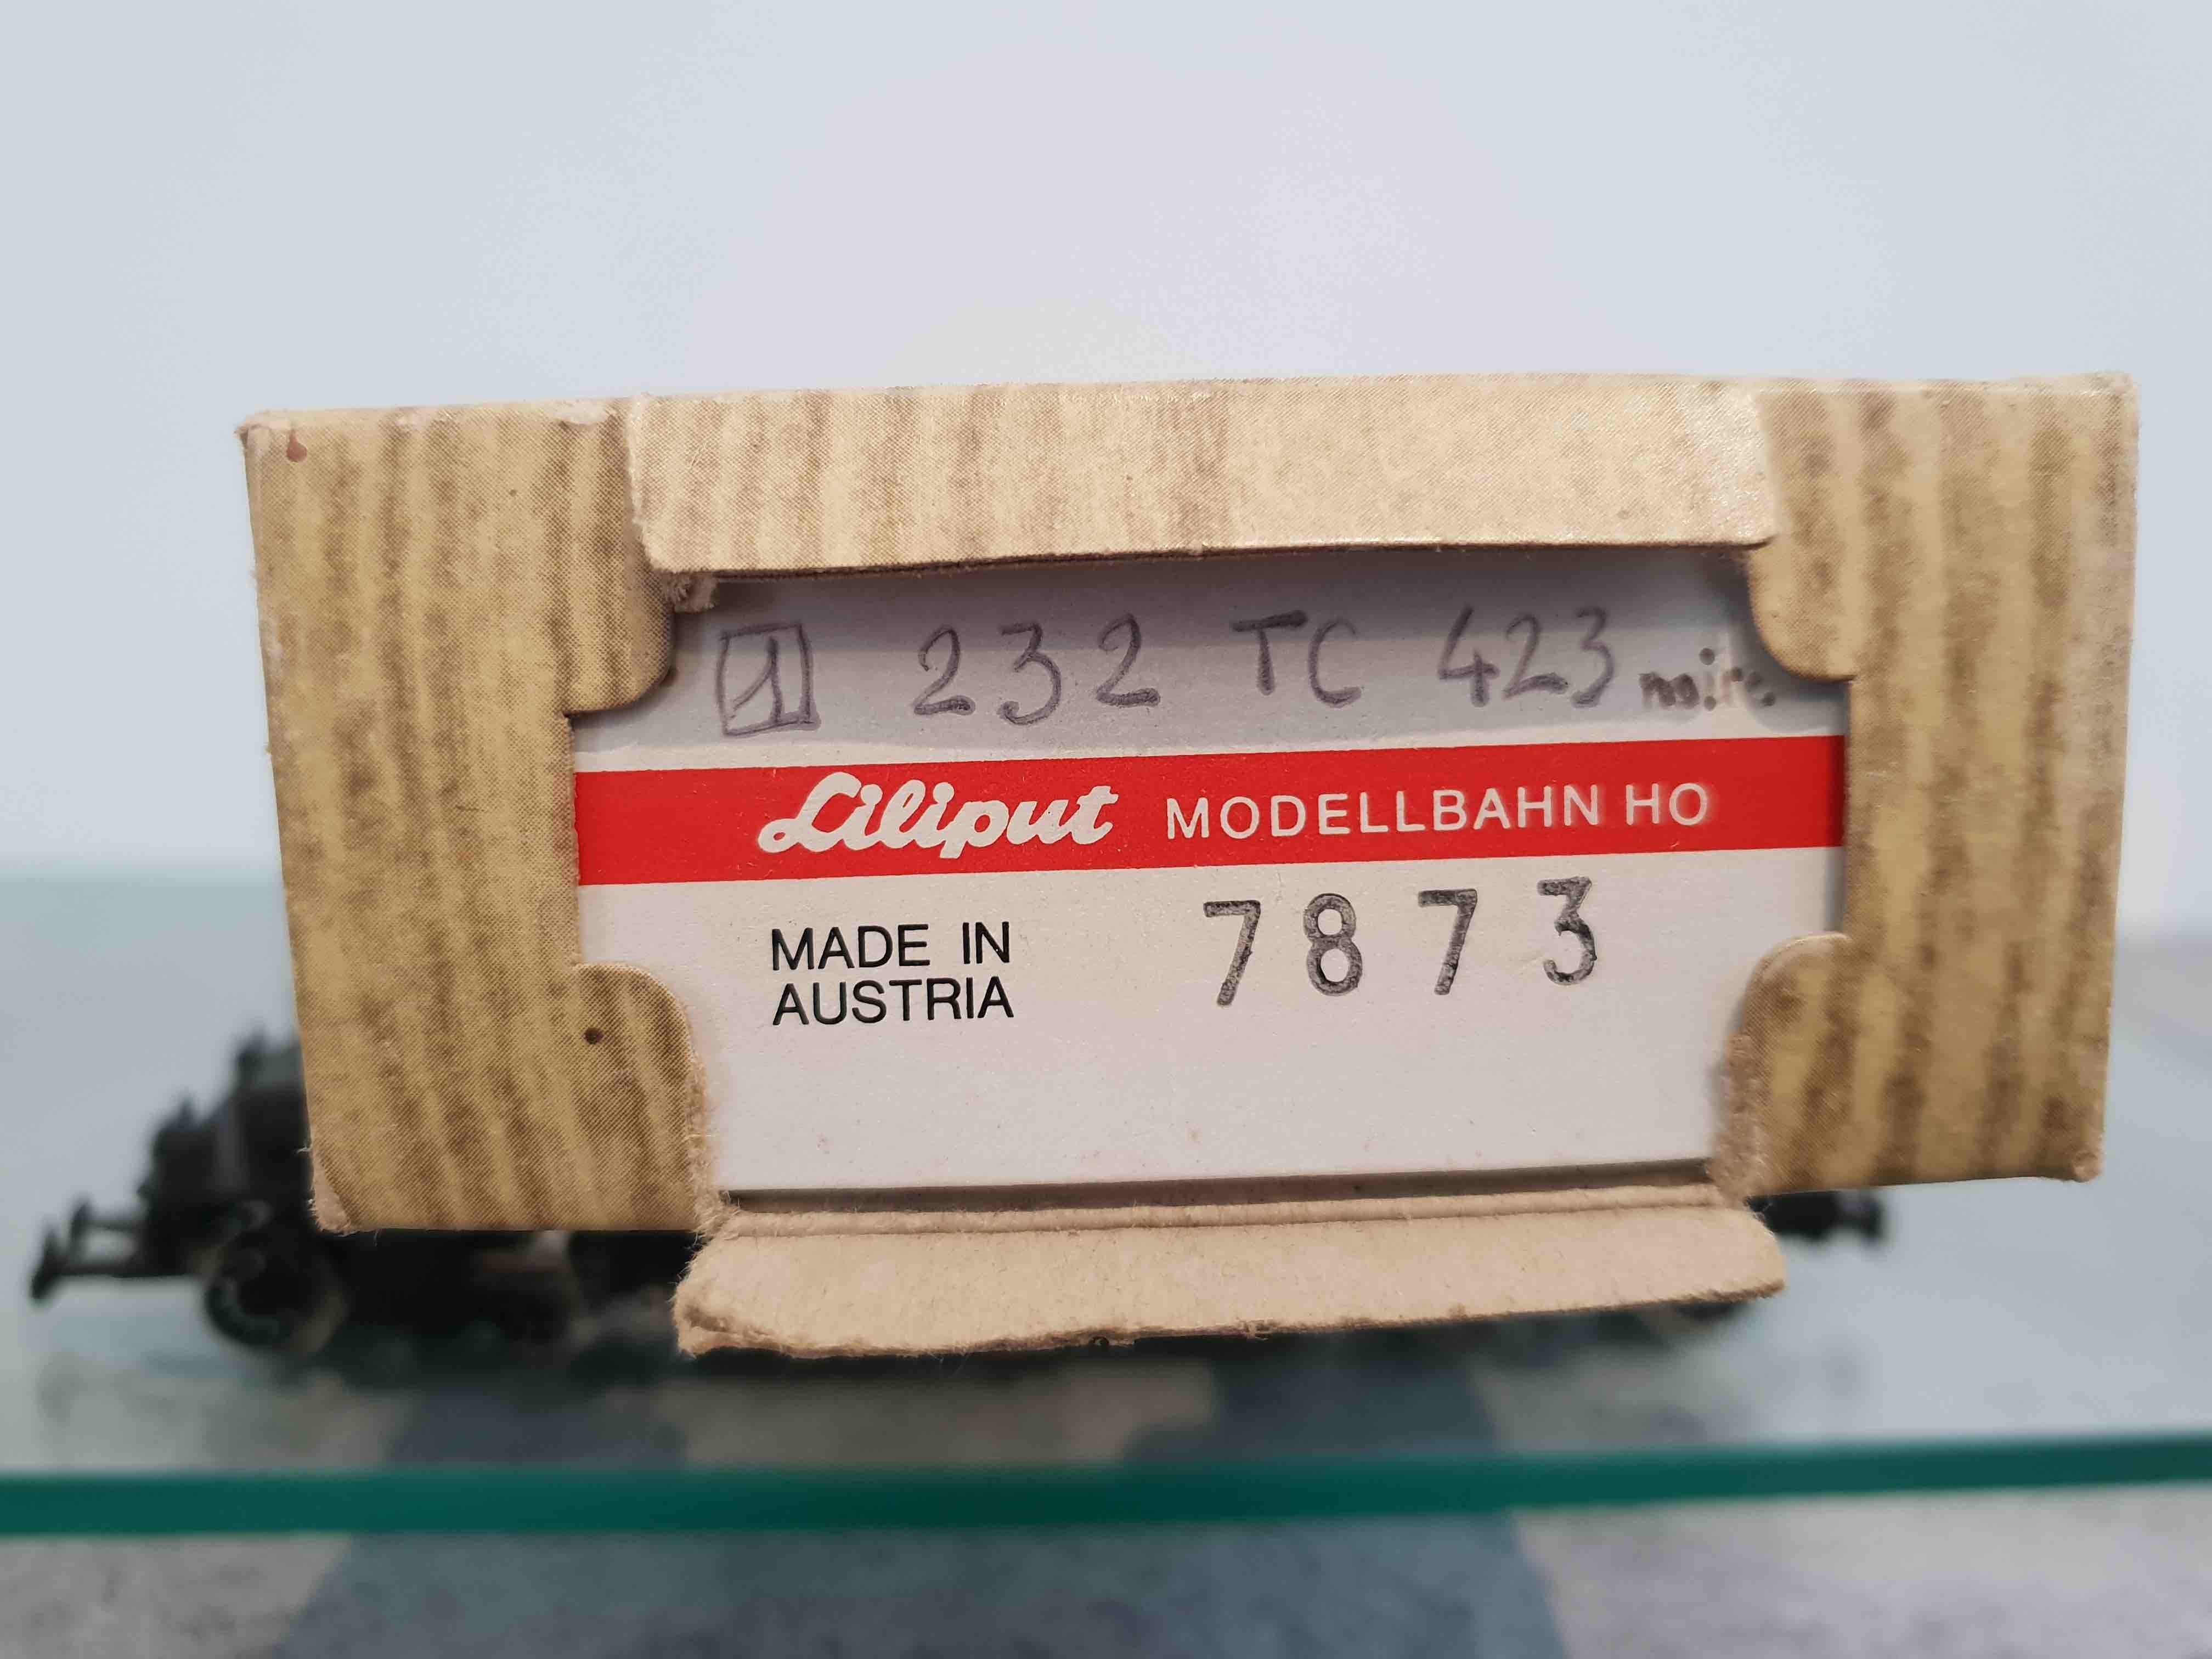 1 232 TC 423 noire
Liliput MODELLBAHN HO
MADE IN
AUSTRIA
7873